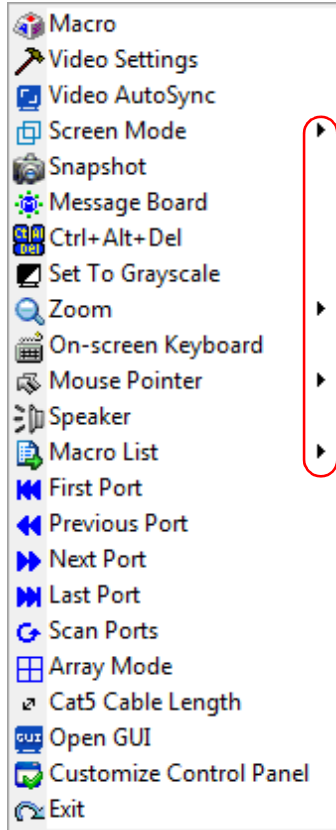 Macro
Video Settings
Video AutoSync
Screen Mode
Snapshot
Message Board
Ctrl+Alt+Del
Set To Grayscale
Zoom
On-screen Keyboard
Mouse Pointer
Speaker
Macro List
First Port
Previous Port
Next Port
Last Port
Scan Ports
Array Mode
Cat5 Cable Length
GUI Open GUI
Customize Control Panel
Exit